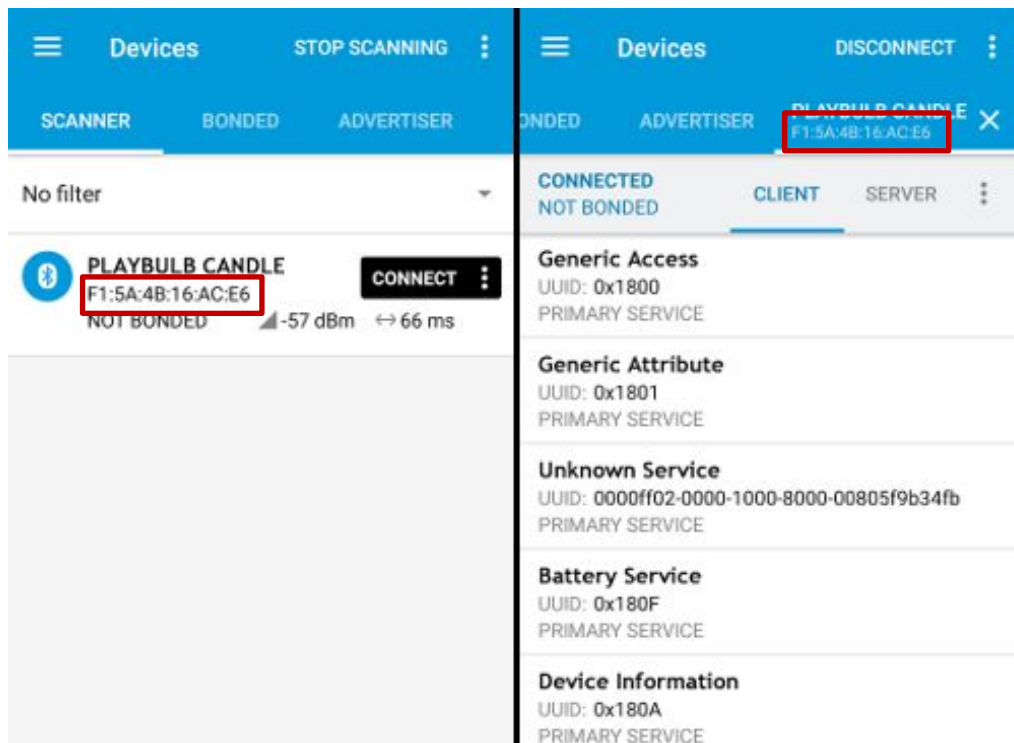 Devices
STOP SCANNING
SCANNER
BONDED
ADVERTISER
No filter
PLAYBULB CANDLE
CONNECT
F1:5A:4B:16:AC:E6
NOT BONDED
-57 dBm
66 ms
Devices
DISCONNECT
ONDED
ADVERTISER
PLAYBULB CANDLE
F1:5A:4B:16:AC:E6
CONNECTED
NOT BONDED
CLIENT
SERVER
Generic Access
UUID: 0x1800
PRIMARY SERVICE
Generic Attribute
UUID: 0x1801
PRIMARY SERVICE
Unknown Service
UUID: 0000ff02-0000-1000-8000-00805f9b34fb
PRIMARY SERVICE
Battery Service
UUID: 0x180F
PRIMARY SERVICE
Device Information
UUID: 0x180A
PRIMARY SERVICE